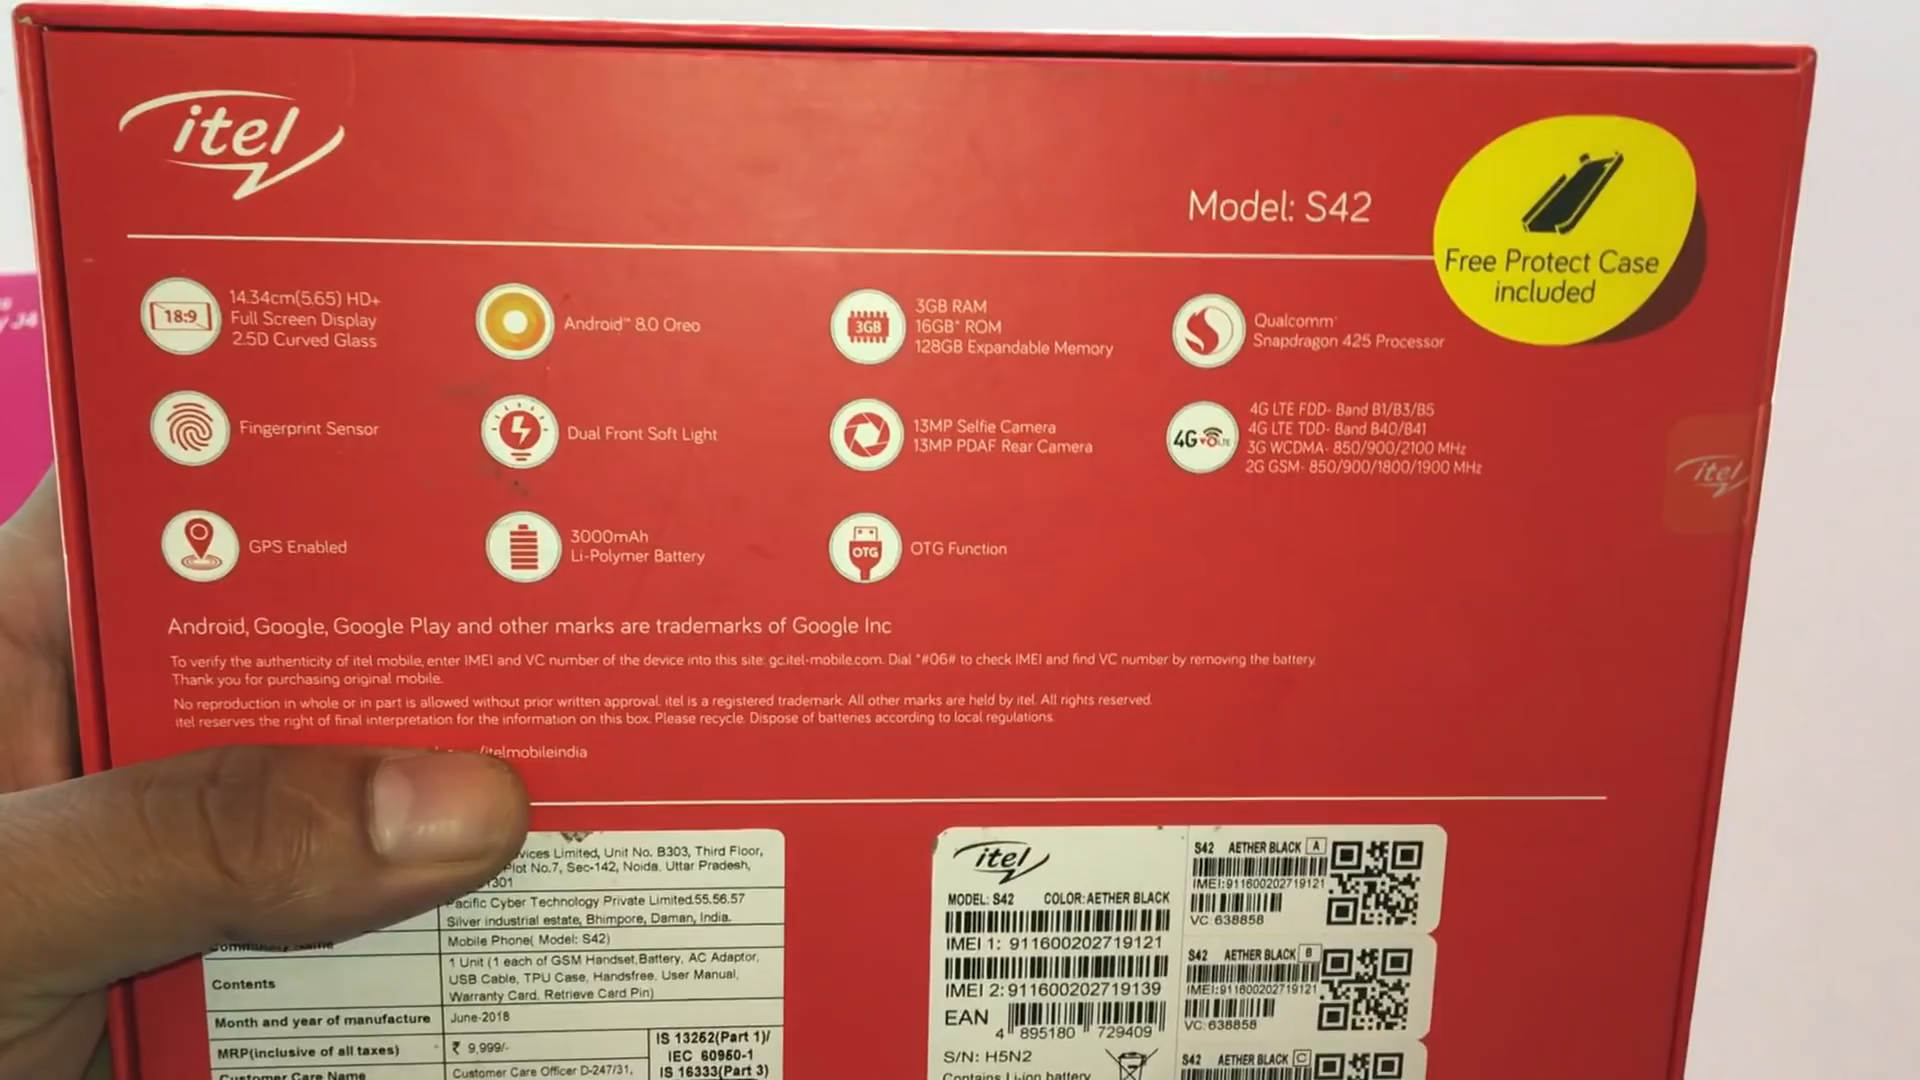 itel
Model: S42
Free Protect Case
included
18:9
14.34cm(5.65) HD+
Full Screen Display
2.5D Curved Glass
Android™ 8.0 Oreo
3GB
3GB RAM
16GB* ROM
128GB Expandable Memory
Qualcomm
Snapdragon 425 Processor
Fingerprint Sensor
Dual Front Soft Light
13MP Selfie Camera
13MP PDAF Rear Camera
4G VoLTE
4G LTE FDD- Band B1/B3/B5
4G LTE TDD- Band B40/B41
3G WCDMA- 850/900/2100 MHz
2G GSM- 850/900/1800/1900 MHz
itel
GPS Enabled
3000mAh
Li-Polymer Battery
OTG
OTG Function
Android, Google, Google Play and other marks are trademarks of Google Inc
To verify the authenticity of itel mobile, enter IMEI and VC number of the device into this site: gc.itel-mobile.com. Dial *#06# to check IMEI and find VC number by removing the battery.
Thank you for purchasing original mobile.
No reproduction in whole or in part is allowed without prior written approval. itel is a registered trademark. All other marks are held by itel. All rights reserved.
itel reserves the right of final interpretation for the information on this box. Please recycle. Dispose of batteries according to local regulations.
/itelmobileindia
Limited, Unit No. B303, Third Floor,
Plot No.7, Sec-142, Noida, Uttar Pradesh,
Pacific Cyber Technology Private Limited.55.56.57
Silver industrial estate, Bhimpore, Daman, India.
Mobile Phone( Model: S42)
Contents
1 Unit (1 each of GSM Handset,Battery, AC Adaptor,
USB Cable, TPU Case, Handsfree, User Manual,
Warranty Card, Retrieve Card Pin)
Month and year of manufacture
June-2018
MRP(inclusive of all taxes)
₹ 9,999/-
IS 13252(Part 1)/
IEC 60950-1
IS 16333(Part 3)
Customer Care Name
Customer Care Officer D-247/31,
itel
MODEL: S42 COLOR: AETHER BLACK
IMEI 1: 911600202719121
IMEI 2: 911600202719139
EAN
4 895180 729409
S/N: H5N2
Contains Li-ion battery
S42 AETHER BLACK A
IMEI:911600202719121
VC: 638858
S42 AETHER BLACK B
IMEI:911600202719121
VC: 638858
S42 AETHER BLACK C